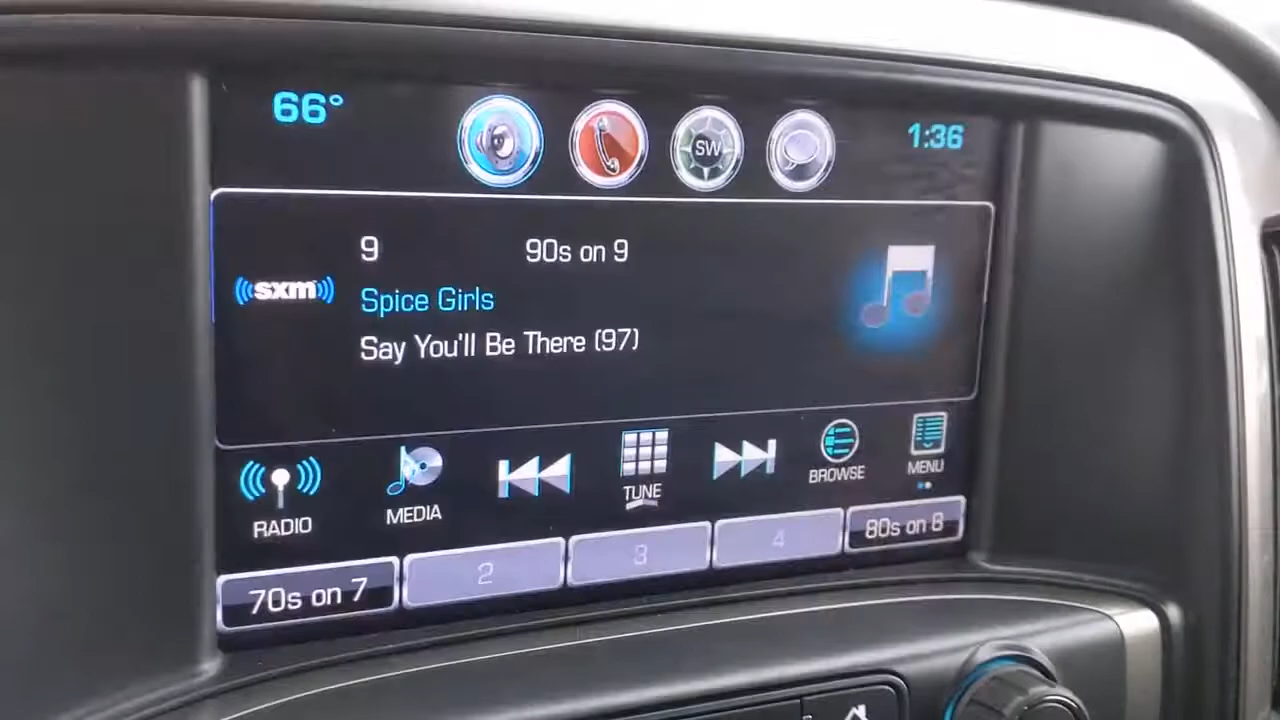 66°
SW
1:36
9
90s on 9
sxm
Spice Girls
Say You'll Be There (97)
RADIO
MEDIA
TUNE
BROWSE
MENU
70s on 7
2
3
4
80s on 8